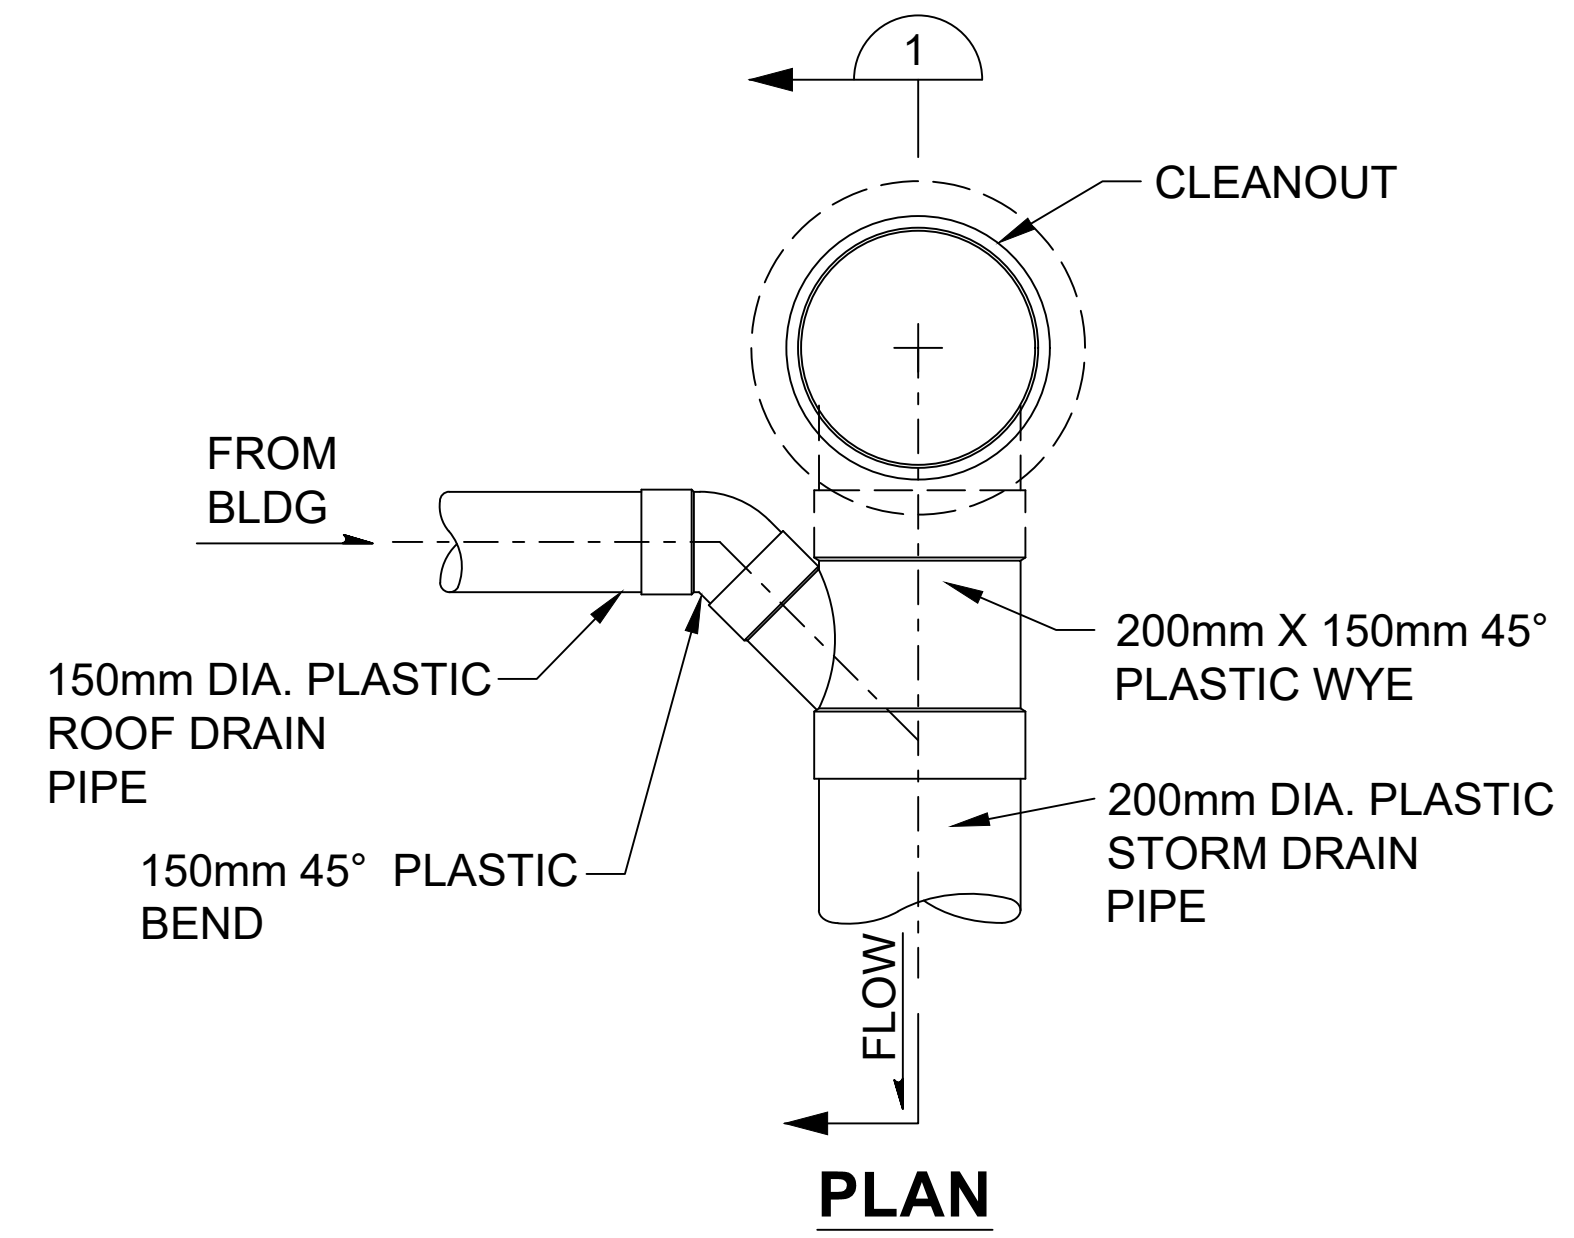 1
CLEANOUT
FROM
BLDG
200mm X 150mm 45°
PLASTIC WYE
150mm DIA. PLASTIC
ROOF DRAIN
PIPE
200mm DIA. PLASTIC
STORM DRAIN
PIPE
150mm 45° PLASTIC
BEND
FLOW
PLAN